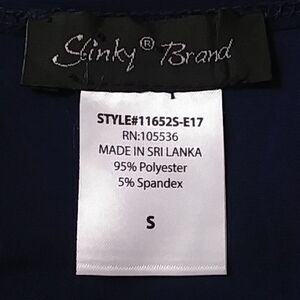 Slinky® Brand
STYLE#11652S-E17
RN:105536
MADE IN SRI LANKA
95% Polyester
5% Spandex
S